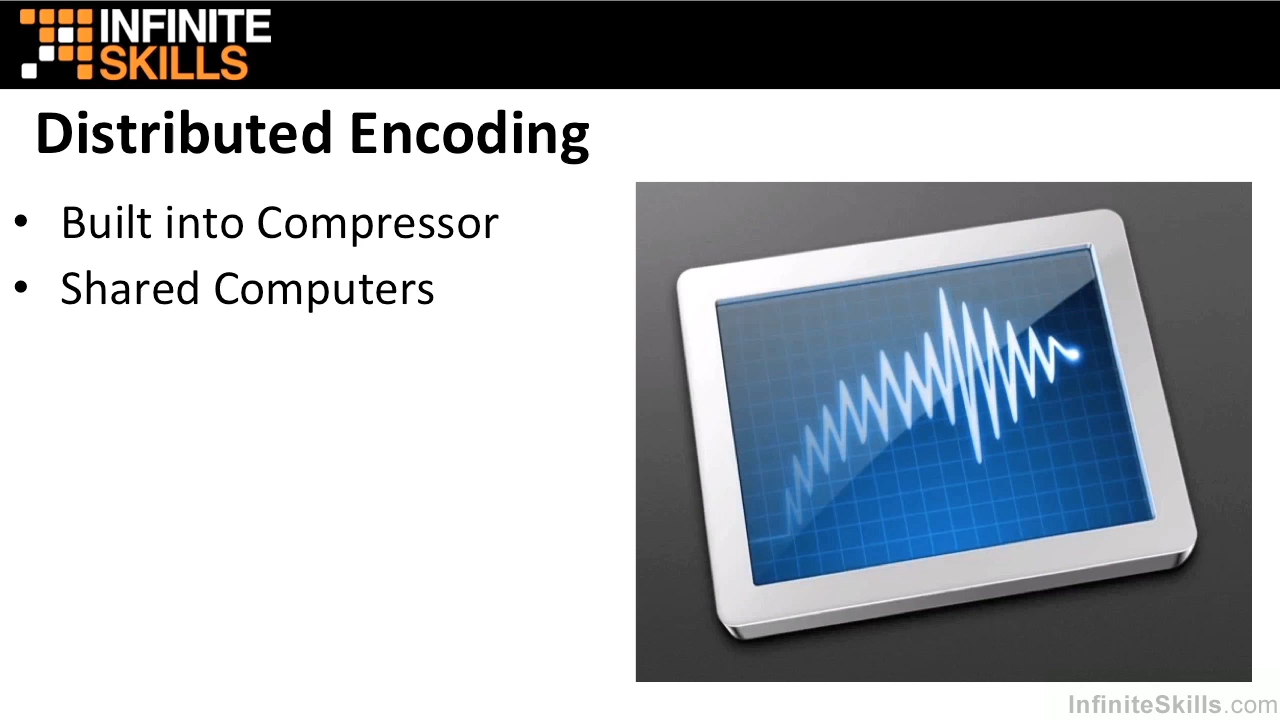 INFINITE
SKILLS
Distributed Encoding
• Built into Compressor
• Shared Computers
InfiniteSkills.com